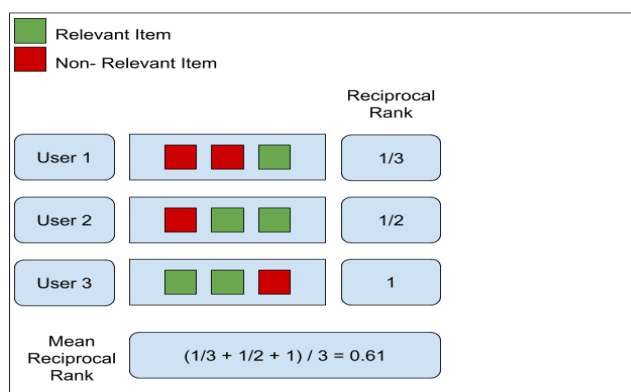 Relevant Item
Non- Relevant Item
Reciprocal
Rank
User 1
1/3
User 2
1/2
User 3
1
Mean
Reciprocal
Rank
(1/3 + 1/2 + 1) / 3 = 0.61